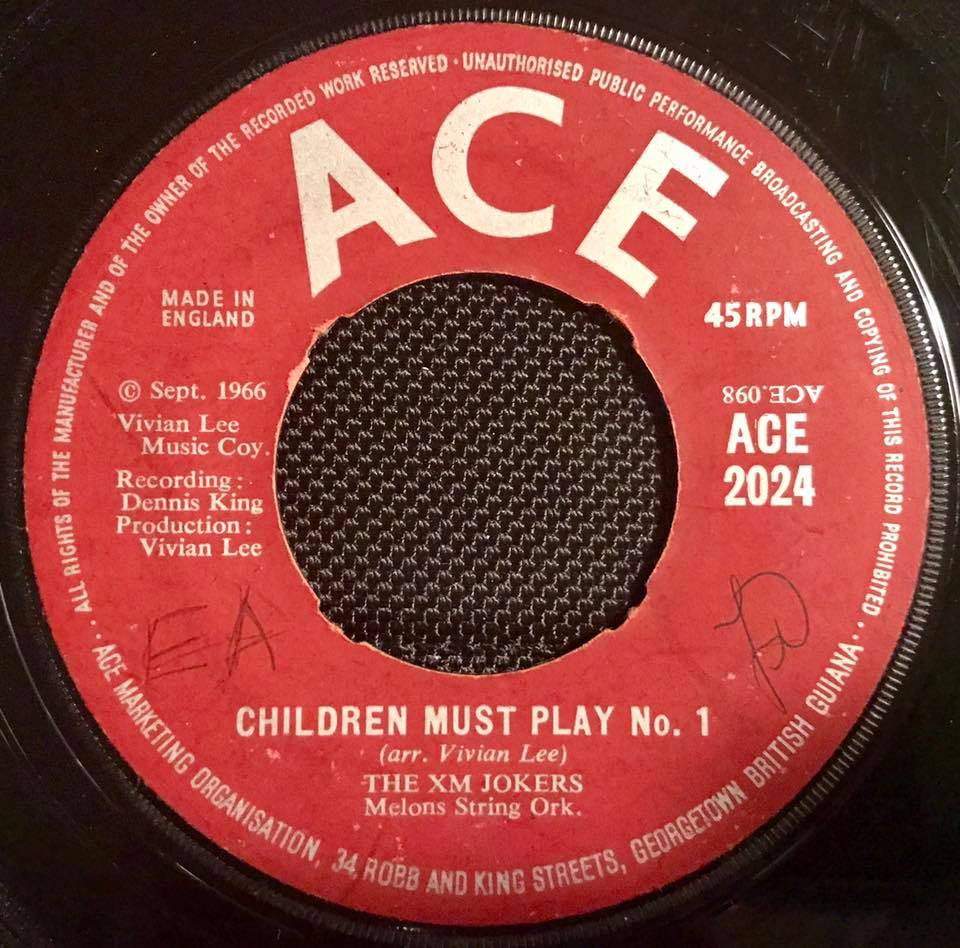 ALL RIGHTS OF THE MANUFACTURER AND OF THE OWNER OF THE RECORDED WORK RESERVED · UNAUTHORISED PUBLIC PERFORMANCE BROADCASTING AND COPYING OF THIS RECORD PROHIBITED · ·
ACE
MADE IN
ENGLAND
45 RPM
© Sept. 1966
Vivian Lee
Music Coy.
Recording :
Dennis King
Production :
Vivian Lee
ACE.098
ACE
2024
EA
CHILDREN MUST PLAY No. 1
(arr. Vivian Lee)
THE XM JOKERS
Melons String Ork.
· · ACE MARKETING ORGANISATION, 34, ROBB AND KING STREETS, GEORGETOWN BRITISH GUIANA · ·